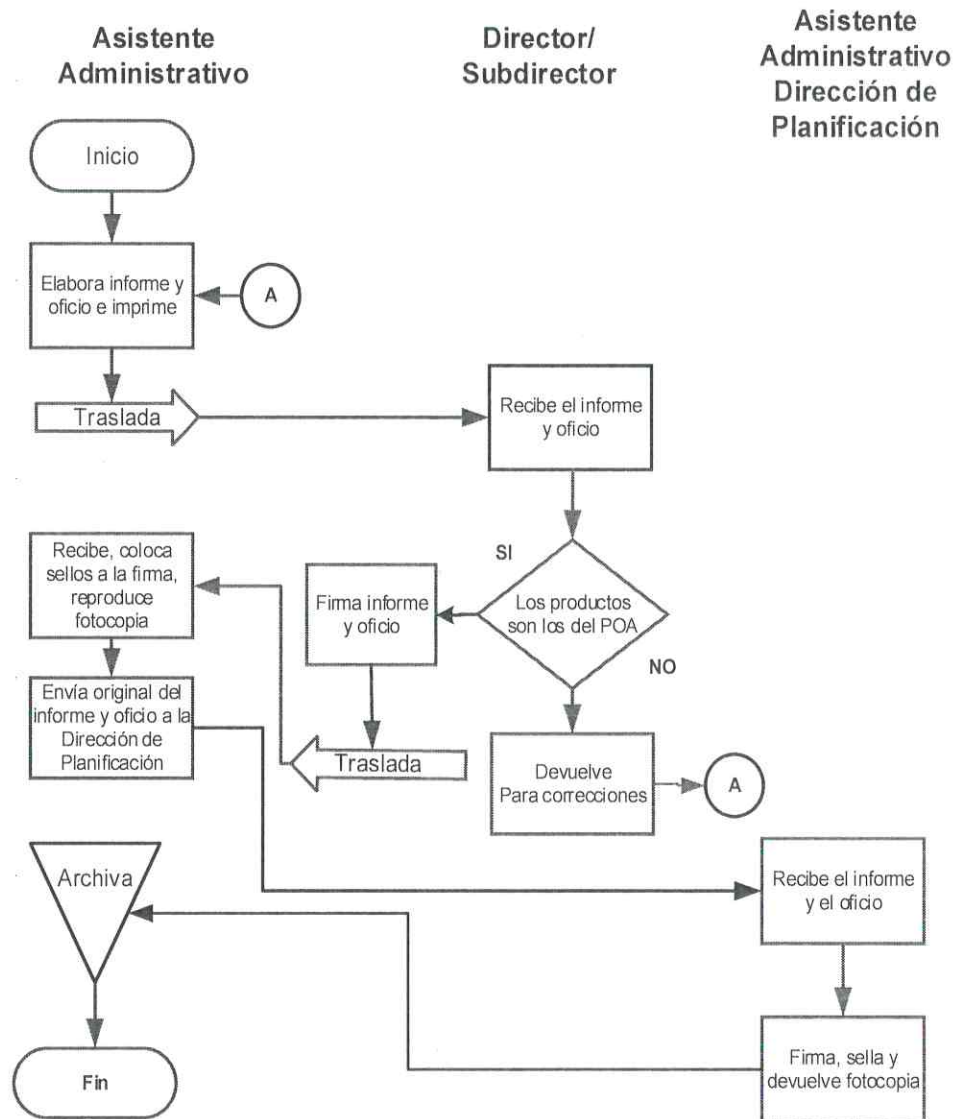 Asistente
Administrativo
Director/
Subdirector
Asistente
Administrativo
Dirección de
Planificación
Inicio
Elabora informe y
oficio e imprime
A
Traslada
Recibe el informe
y oficio
SI
Los productos
son los del POA
NO
Firma informe
y oficio
Traslada
Recibe, coloca
sellos a la firma,
reproduce
fotocopia
Envía original del
informe y oficio a la
Dirección de
Planificación
Devuelve
Para correcciones
A
Recibe el informe
y el oficio
Firma, sella y
devuelve fotocopia
Archiva
Fin